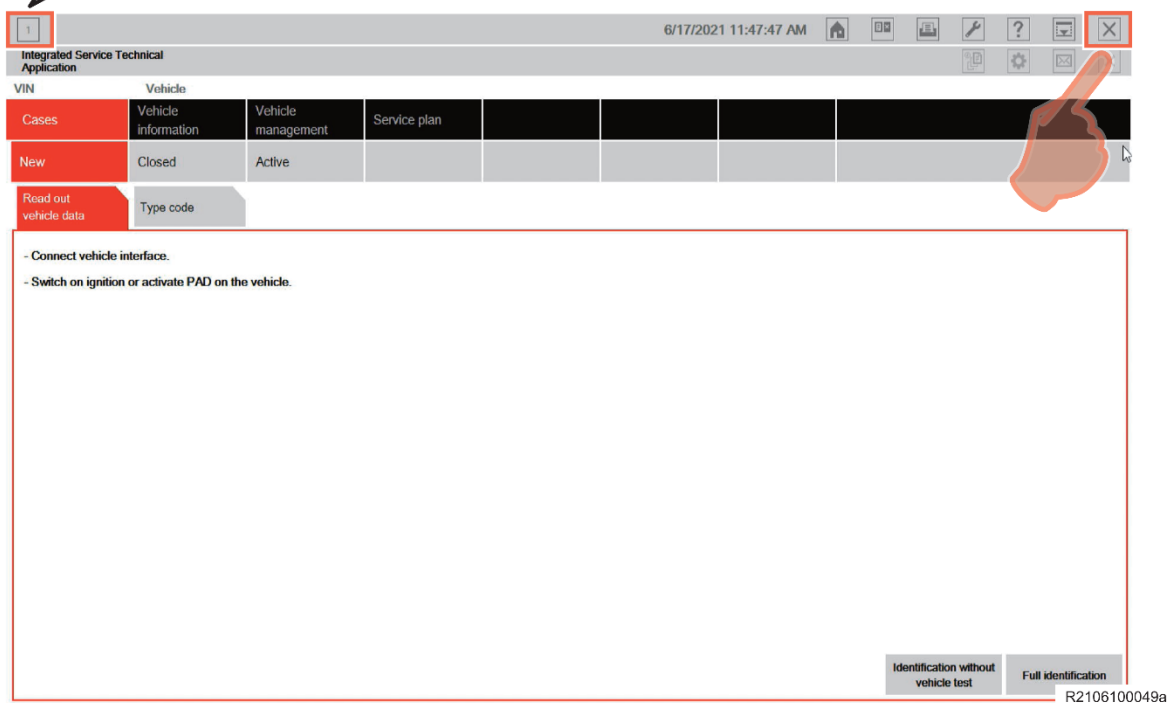 1
6/17/2021 11:47:47 AM
?
Integrated Service Technical
Application
VIN Vehicle
Cases
Vehicle
information
Vehicle
management
Service plan
New
Closed
Active
Read out
vehicle data
Type code
- Connect vehicle interface.
- Switch on ignition or activate PAD on the vehicle.
Identification without
vehicle test
Full identification
R2106100049a